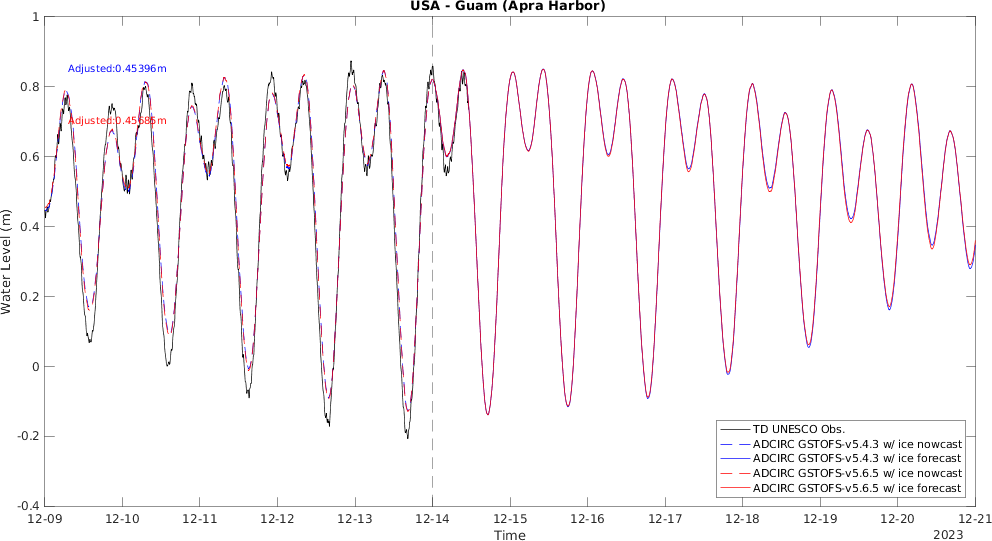 USA - Guam (Apra Harbor)
1
0.8
0.6
0.4
0.2
0
-0.2
-0.4
Water Level (m)
Adjusted:0.45396m
Adjusted:0.45685m
TD UNESCO Obs.
ADCIRC GSTOFS-v5.4.3 w/ ice nowcast
ADCIRC GSTOFS-v5.4.3 w/ ice forecast
ADCIRC GSTOFS-v5.6.5 w/ ice nowcast
ADCIRC GSTOFS-v5.6.5 w/ ice forecast
12-09 12-10 12-11 12-12 12-13 12-14 12-15 12-16 12-17 12-18 12-19 12-20 12-21
Time
2023